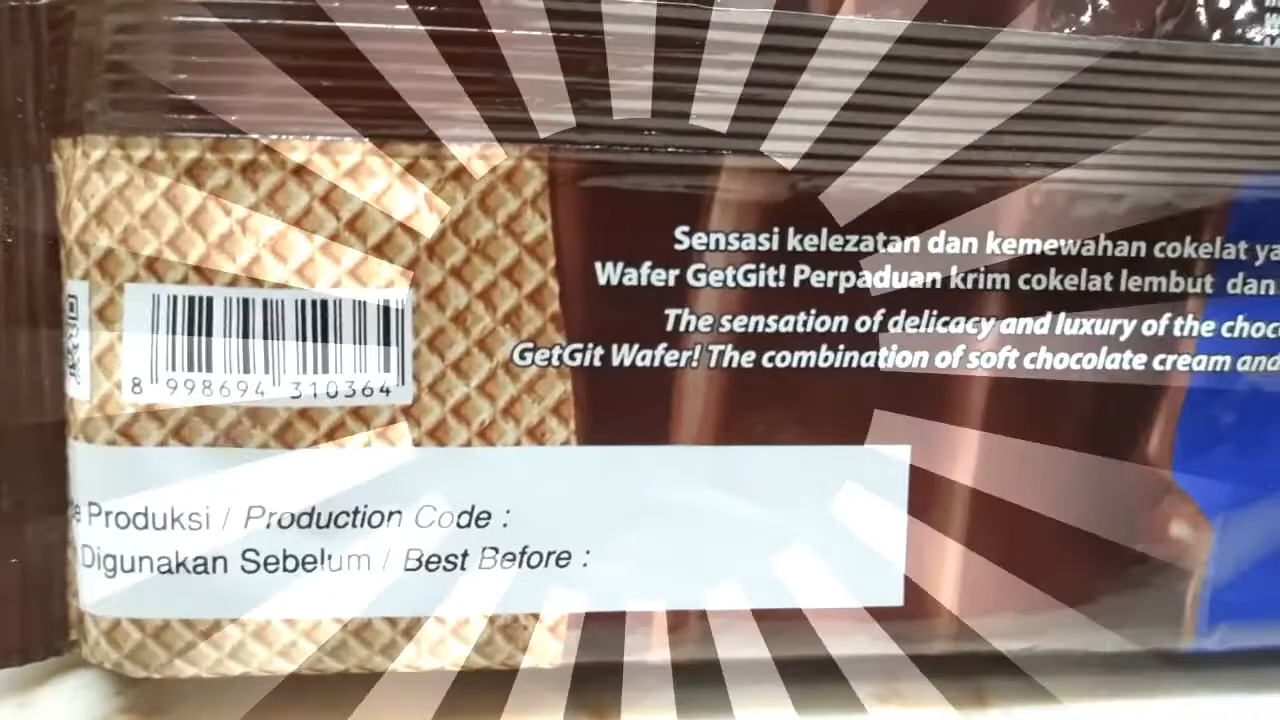 Sensasi kelezatan dan kemewahan cokelat
Wafer GetGit! Perpaduan krim cokelat lembut dan
The sensation of delicacy and luxury of the
GetGit Wafer! The combination of soft chocolate cream and
8 998694 310364
Produksi / Production Code :
Digunakan Sebelum / Best Before :